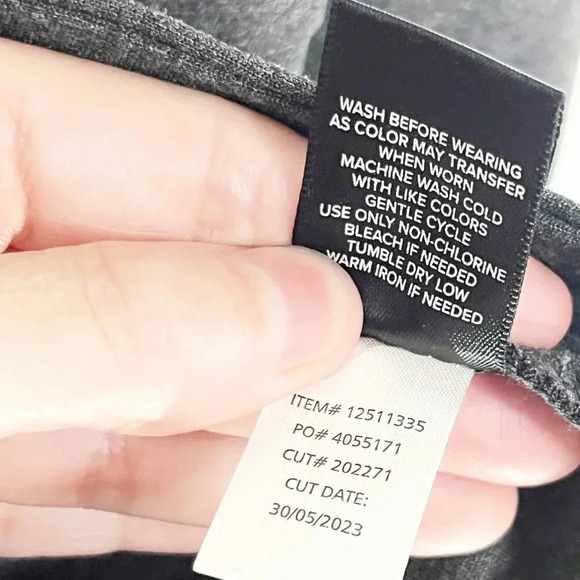 WASH BEFORE WEARING
AS COLOR MAY TRANSFER
WHEN WORN
MACHINE WASH COLD
WITH LIKE COLORS
GENTLE CYCLE
USE ONLY NON-CHLORINE
BLEACH IF NEEDED
TUMBLE DRY LOW
WARM IRON IF NEEDED
ITEM# 12511335
PO# 4055171
CUT# 202271
CUT DATE:
30/05/2023